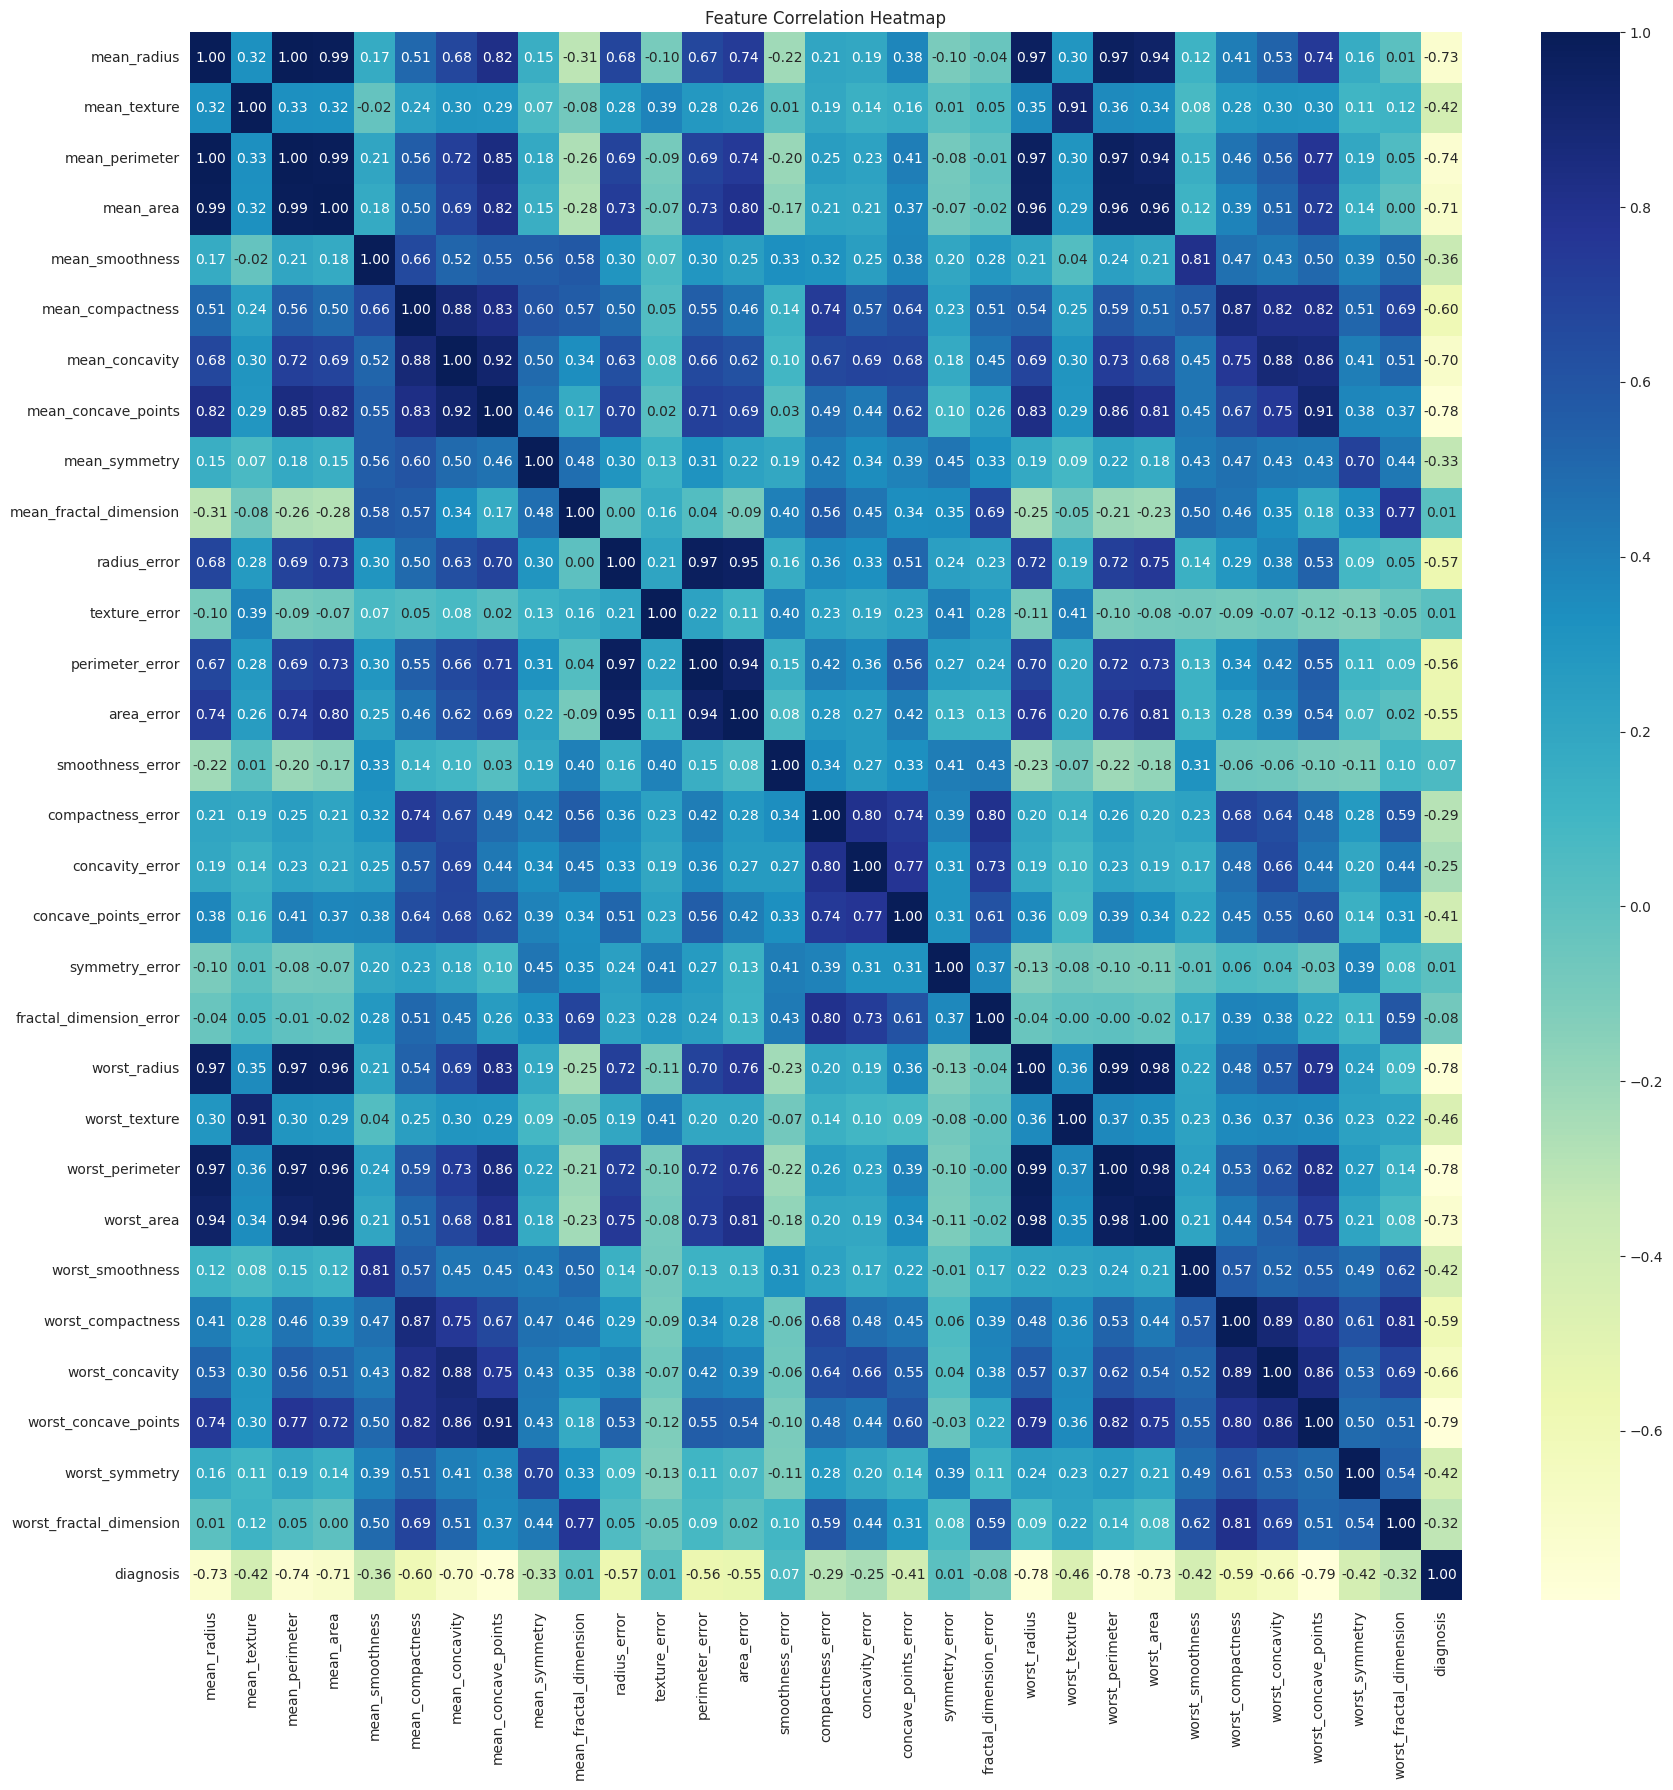 Feature Correlation Heatmap
mean_radius 1.00 0.32 1.00 0.99 0.17 0.51 0.68 0.82 0.15 -0.31 0.68 -0.10 0.67 0.74 -0.22 0.21 0.19 0.38 -0.10 -0.04 0.97 0.30 0.97 0.94 0.12 0.41 0.53 0.74 0.16 0.01 -0.73
mean_texture 0.32 1.00 0.33 0.32 -0.02 0.24 0.30 0.29 0.07 -0.08 0.28 0.39 0.28 0.26 0.01 0.19 0.14 0.16 0.01 0.05 0.35 0.91 0.36 0.34 0.08 0.28 0.30 0.30 0.11 0.12 -0.42
mean_perimeter 1.00 0.33 1.00 0.99 0.21 0.56 0.72 0.85 0.18 -0.26 0.69 -0.09 0.69 0.74 -0.20 0.25 0.23 0.41 -0.08 -0.01 0.97 0.30 0.97 0.94 0.15 0.46 0.56 0.77 0.19 0.05 -0.74
mean_area 0.99 0.32 0.99 1.00 0.18 0.50 0.69 0.82 0.15 -0.28 0.73 -0.07 0.73 0.80 -0.17 0.21 0.21 0.37 -0.07 -0.02 0.96 0.29 0.96 0.96 0.12 0.39 0.51 0.72 0.14 0.00 -0.71
mean_smoothness 0.17 -0.02 0.21 0.18 1.00 0.66 0.52 0.55 0.56 0.58 0.30 0.07 0.30 0.25 0.33 0.32 0.25 0.38 0.20 0.28 0.21 0.04 0.24 0.21 0.81 0.47 0.43 0.50 0.39 0.50 -0.36
mean_compactness 0.51 0.24 0.56 0.50 0.66 1.00 0.88 0.83 0.60 0.57 0.50 0.05 0.55 0.46 0.14 0.74 0.57 0.64 0.23 0.51 0.54 0.25 0.59 0.51 0.57 0.87 0.82 0.82 0.51 0.69 -0.60
mean_concavity 0.68 0.30 0.72 0.69 0.52 0.88 1.00 0.92 0.50 0.34 0.63 0.08 0.66 0.62 0.10 0.67 0.69 0.68 0.18 0.45 0.69 0.30 0.73 0.68 0.45 0.75 0.88 0.86 0.41 0.51 -0.70
mean_concave_points 0.82 0.29 0.85 0.82 0.55 0.83 0.92 1.00 0.46 0.17 0.70 0.02 0.71 0.69 0.03 0.49 0.44 0.62 0.10 0.26 0.83 0.29 0.86 0.81 0.45 0.67 0.75 0.91 0.38 0.37 -0.78
mean_symmetry 0.15 0.07 0.18 0.15 0.56 0.60 0.50 0.46 1.00 0.48 0.30 0.13 0.31 0.22 0.19 0.42 0.34 0.39 0.45 0.33 0.19 0.09 0.22 0.18 0.43 0.47 0.43 0.43 0.70 0.44 -0.33
mean_fractal_dimension -0.31 -0.08 -0.26 -0.28 0.58 0.57 0.34 0.17 0.48 1.00 0.00 0.16 0.04 -0.09 0.40 0.56 0.45 0.34 0.35 0.69 -0.25 -0.05 -0.21 -0.23 0.50 0.46 0.35 0.18 0.33 0.77 0.01
radius_error 0.68 0.28 0.69 0.73 0.30 0.50 0.63 0.70 0.30 0.00 1.00 0.21 0.97 0.95 0.16 0.36 0.33 0.51 0.24 0.23 0.72 0.19 0.72 0.75 0.14 0.29 0.38 0.53 0.09 0.05 -0.57
texture_error -0.10 0.39 -0.09 -0.07 0.07 0.05 0.08 0.02 0.13 0.16 0.21 1.00 0.22 0.11 0.40 0.23 0.19 0.23 0.41 0.28 -0.11 0.41 -0.10 -0.08 -0.07 -0.09 -0.07 -0.12 -0.13 -0.05 0.01
perimeter_error 0.67 0.28 0.69 0.73 0.30 0.55 0.66 0.71 0.31 0.04 0.97 0.22 1.00 0.94 0.15 0.42 0.36 0.56 0.27 0.24 0.70 0.20 0.72 0.73 0.13 0.34 0.42 0.55 0.11 0.09 -0.56
area_error 0.74 0.26 0.74 0.80 0.25 0.46 0.62 0.69 0.22 -0.09 0.95 0.11 0.94 1.00 0.08 0.28 0.27 0.42 0.13 0.13 0.76 0.20 0.76 0.81 0.13 0.28 0.39 0.54 0.07 0.02 -0.55
smoothness_error -0.22 0.01 -0.20 -0.17 0.33 0.14 0.10 0.03 0.19 0.40 0.16 0.40 0.15 0.08 1.00 0.34 0.27 0.33 0.41 0.43 -0.23 -0.07 -0.22 -0.18 0.31 -0.06 -0.06 -0.10 -0.11 0.10 0.07
compactness_error 0.21 0.19 0.25 0.21 0.32 0.74 0.67 0.49 0.42 0.56 0.36 0.23 0.42 0.28 0.34 1.00 0.80 0.74 0.39 0.80 0.20 0.14 0.26 0.20 0.23 0.68 0.64 0.48 0.28 0.59 -0.29
concavity_error 0.19 0.14 0.23 0.21 0.25 0.57 0.69 0.44 0.34 0.45 0.33 0.19 0.36 0.27 0.27 0.80 1.00 0.77 0.31 0.73 0.19 0.10 0.23 0.19 0.17 0.48 0.66 0.44 0.20 0.44 -0.25
concave_points_error 0.38 0.16 0.41 0.37 0.38 0.64 0.68 0.62 0.39 0.34 0.51 0.23 0.56 0.42 0.33 0.74 0.77 1.00 0.31 0.61 0.36 0.09 0.39 0.34 0.22 0.45 0.55 0.60 0.14 0.31 -0.41
symmetry_error -0.10 0.01 -0.08 -0.07 0.20 0.23 0.18 0.10 0.45 0.35 0.24 0.41 0.27 0.13 0.41 0.39 0.31 0.31 1.00 0.37 -0.13 -0.08 -0.10 -0.11 -0.01 0.06 0.04 -0.03 0.39 0.08 0.01
fractal_dimension_error -0.04 0.05 -0.01 -0.02 0.28 0.51 0.45 0.26 0.33 0.69 0.23 0.28 0.24 0.13 0.43 0.80 0.73 0.61 0.37 1.00 -0.04 -0.00 -0.00 -0.02 0.17 0.39 0.38 0.22 0.11 0.59 -0.08
worst_radius 0.97 0.35 0.97 0.96 0.21 0.54 0.69 0.83 0.19 -0.25 0.72 -0.11 0.70 0.76 -0.23 0.20 0.19 0.36 -0.13 -0.04 1.00 0.36 0.99 0.98 0.22 0.48 0.57 0.79 0.24 0.09 -0.78
worst_texture 0.30 0.91 0.30 0.29 0.04 0.25 0.30 0.29 0.09 -0.05 0.19 0.41 0.20 0.20 -0.07 0.14 0.10 0.09 -0.08 -0.00 0.36 1.00 0.37 0.35 0.23 0.36 0.37 0.36 0.23 0.22 -0.46
worst_perimeter 0.97 0.36 0.97 0.96 0.24 0.59 0.73 0.86 0.22 -0.21 0.72 -0.10 0.72 0.76 -0.22 0.26 0.23 0.39 -0.10 -0.00 0.99 0.37 1.00 0.98 0.24 0.53 0.62 0.82 0.27 0.14 -0.78
worst_area 0.94 0.34 0.94 0.96 0.21 0.51 0.68 0.81 0.18 -0.23 0.75 -0.08 0.73 0.81 -0.18 0.20 0.19 0.34 -0.11 -0.02 0.98 0.35 0.98 1.00 0.21 0.44 0.54 0.75 0.21 0.08 -0.73
worst_smoothness 0.12 0.08 0.15 0.12 0.81 0.57 0.45 0.45 0.43 0.50 0.14 -0.07 0.13 0.13 0.31 0.23 0.17 0.22 -0.01 0.17 0.22 0.23 0.24 0.21 1.00 0.57 0.52 0.55 0.49 0.62 -0.42
worst_compactness 0.41 0.28 0.46 0.39 0.47 0.87 0.75 0.67 0.47 0.46 0.29 -0.09 0.34 0.28 -0.06 0.68 0.48 0.45 0.06 0.39 0.48 0.36 0.53 0.44 0.57 1.00 0.89 0.80 0.61 0.81 -0.59
worst_concavity 0.53 0.30 0.56 0.51 0.43 0.82 0.88 0.75 0.43 0.35 0.38 -0.07 0.42 0.39 -0.06 0.64 0.66 0.55 0.04 0.38 0.57 0.37 0.62 0.54 0.52 0.89 1.00 0.86 0.53 0.69 -0.66
worst_concave_points 0.74 0.30 0.77 0.72 0.50 0.82 0.86 0.91 0.43 0.18 0.53 -0.12 0.55 0.54 -0.10 0.48 0.44 0.60 -0.03 0.22 0.79 0.36 0.82 0.75 0.55 0.80 0.86 1.00 0.50 0.51 -0.79
worst_symmetry 0.16 0.11 0.19 0.14 0.39 0.51 0.41 0.38 0.70 0.33 0.09 -0.13 0.11 0.07 -0.11 0.28 0.20 0.14 0.39 0.11 0.24 0.23 0.27 0.21 0.49 0.61 0.53 0.50 1.00 0.54 -0.42
worst_fractal_dimension 0.01 0.12 0.05 0.00 0.50 0.69 0.51 0.37 0.44 0.77 0.05 -0.05 0.09 0.02 0.10 0.59 0.44 0.31 0.08 0.59 0.09 0.22 0.14 0.08 0.62 0.81 0.69 0.51 0.54 1.00 -0.32
diagnosis -0.73 -0.42 -0.74 -0.71 -0.36 -0.60 -0.70 -0.78 -0.33 0.01 -0.57 0.01 -0.56 -0.55 0.07 -0.29 -0.25 -0.41 0.01 -0.08 -0.78 -0.46 -0.78 -0.73 -0.42 -0.59 -0.66 -0.79 -0.42 -0.32 1.00
mean_radius
mean_texture
mean_perimeter
mean_area
mean_smoothness
mean_compactness
mean_concavity
mean_concave_points
mean_symmetry
mean_fractal_dimension
radius_error
texture_error
perimeter_error
area_error
smoothness_error
compactness_error
concavity_error
concave_points_error
symmetry_error
fractal_dimension_error
worst_radius
worst_texture
worst_perimeter
worst_area
worst_smoothness
worst_compactness
worst_concavity
worst_concave_points
worst_symmetry
worst_fractal_dimension
diagnosis
1.0
0.8
0.6
0.4
0.2
0.0
−0.2
−0.4
−0.6